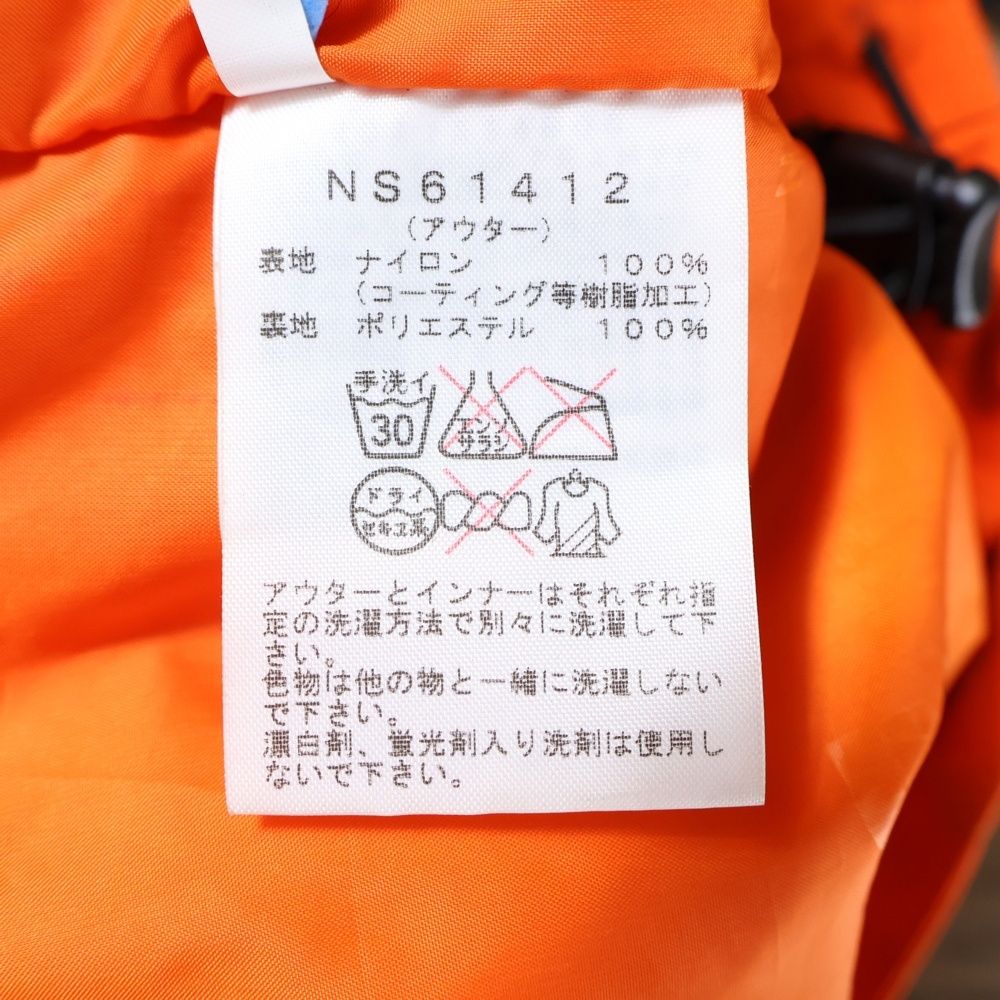 NS61412
(アウター)
表地 ナイロン 100%
(コーティング等樹脂加工)
裏地 ポリエステル 100%
手洗イ
30
エンソ
サラシ
ドライ
セキユ系
アウターとインナーはそれぞれ指
定の洗濯方法で別々に洗濯して下
さい。
色物は他の物と一緒に洗濯しない
で下さい。
漂白剤、蛍光剤入り洗剤は使用し
ないで下さい。